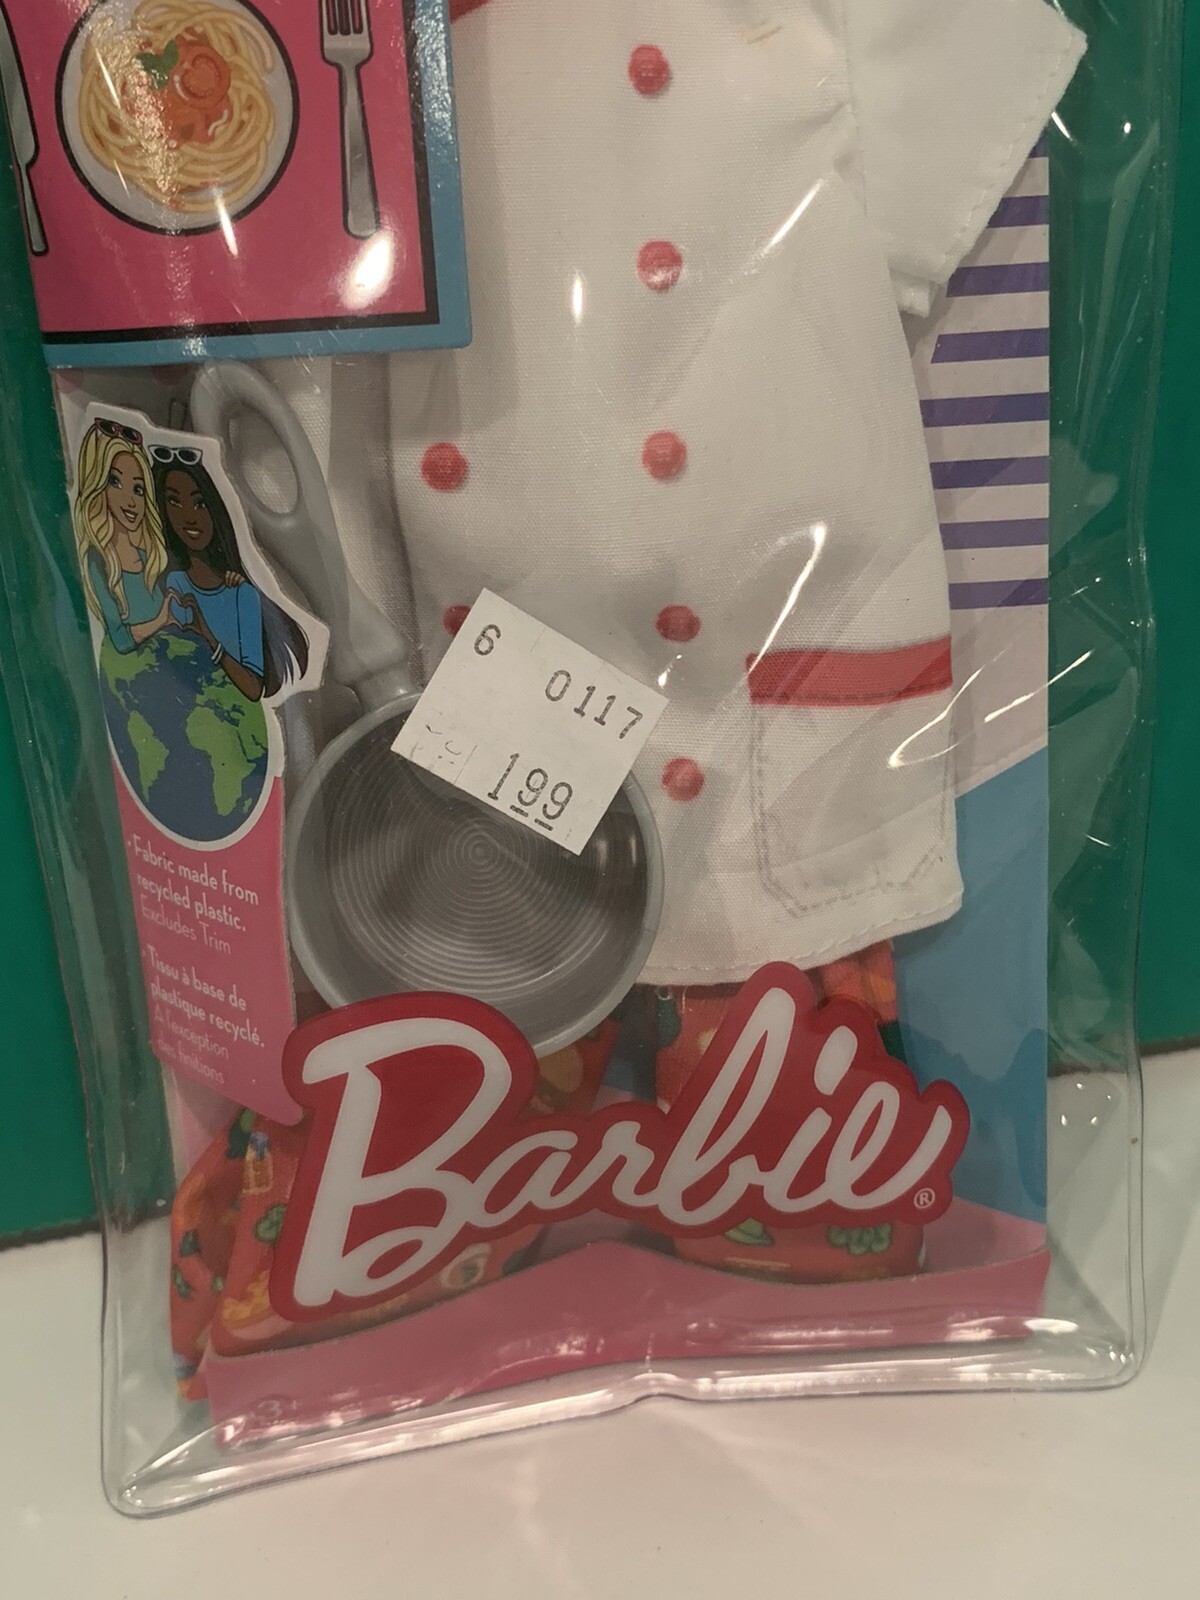 6
0117
199
• Fabric made from
recycled plastic.
Excludes Trim
• Tissu à base de
plastique recyclé.
À l'exception
des finitions
Barbie®
3+